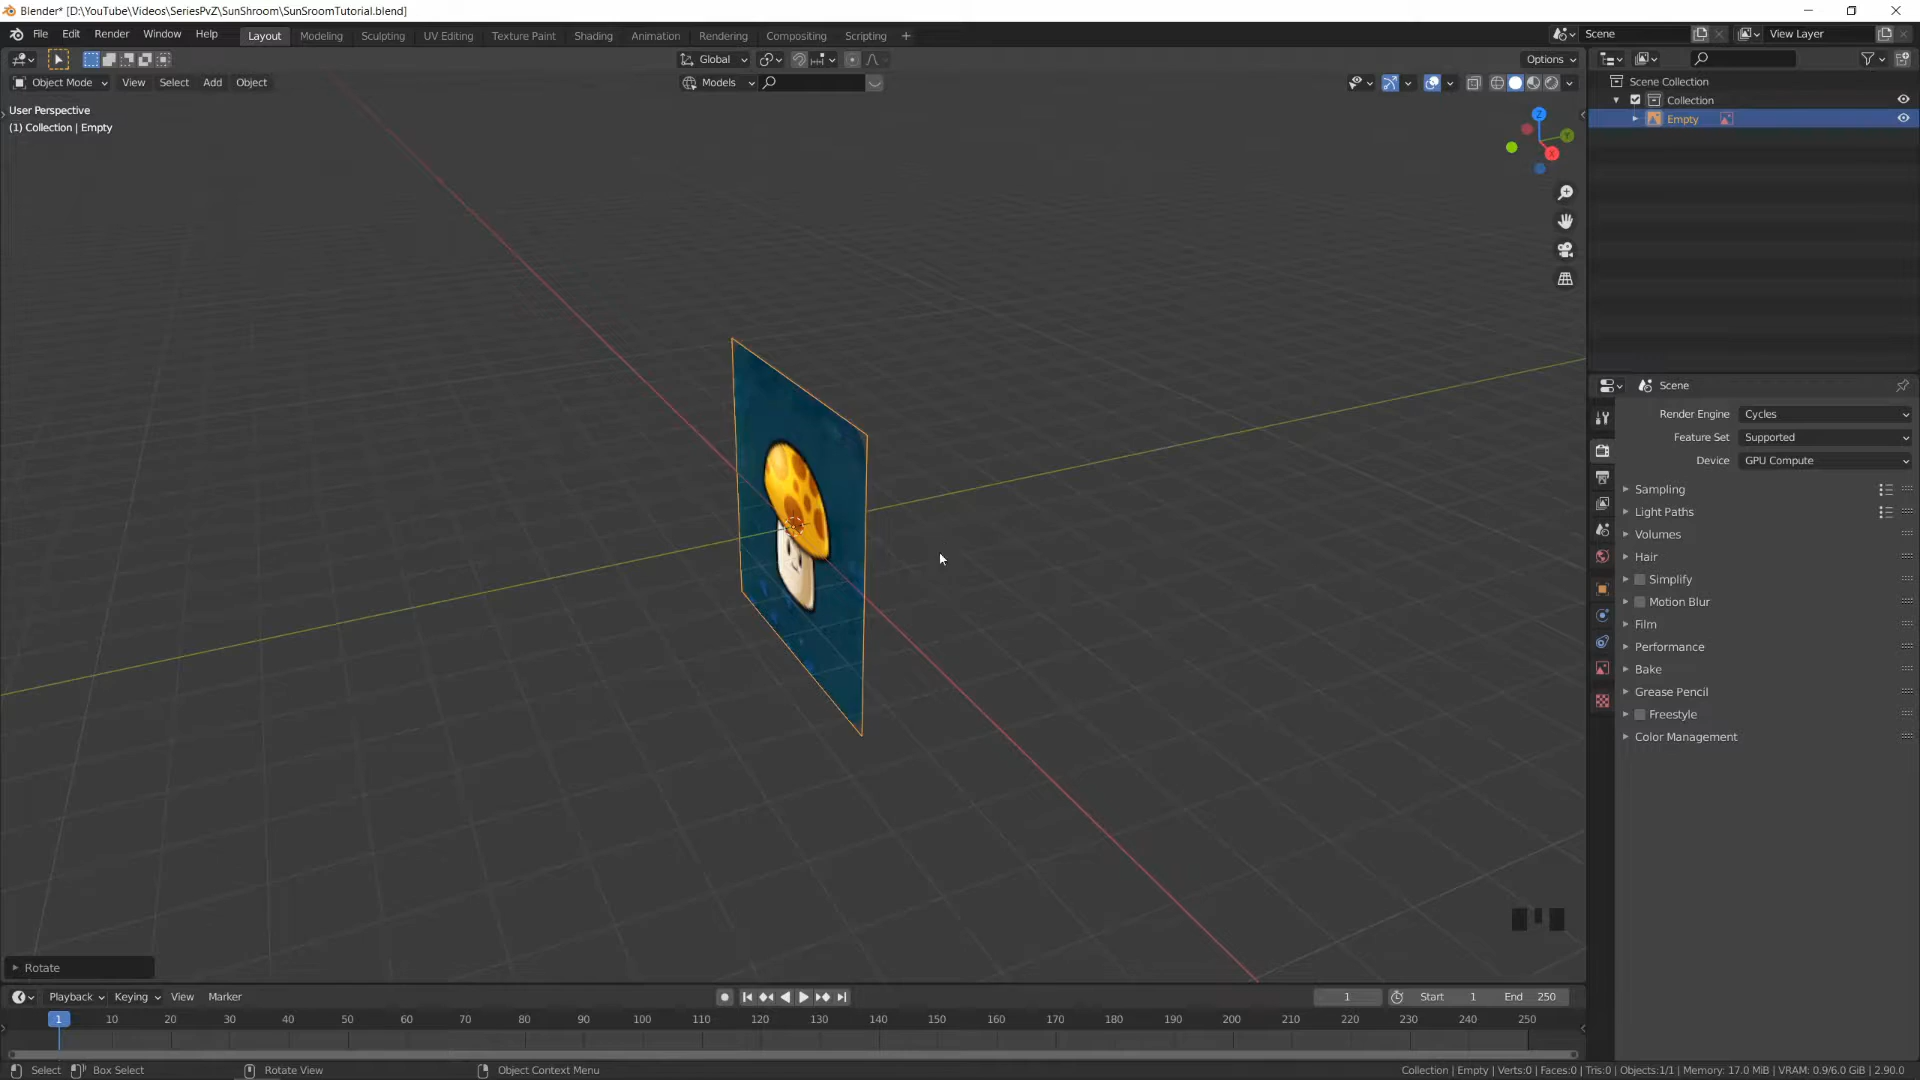 Blender* [D:\YouTube\Videos\SeriesPvZ\SunShroom\SunSroomTutorial.blend]
File Edit Render Window Help Layout Modeling Sculpting UV Editing Texture Paint Shading Animation Rendering Compositing Scripting + Scene View Layer
Global Options
Object Mode View Select Add Object Models
User Perspective
(1) Collection | Empty
Z
Y
X
Scene Collection
Collection
Empty
Scene
Render Engine Cycles
Feature Set Supported
Device GPU Compute
Sampling
Light Paths
Volumes
Hair
Simplify
Motion Blur
Film
Performance
Bake
Grease Pencil
Freestyle
Color Management
Rotate
Playback Keying View Marker 1 Start 1 End 250
1 10 20 30 40 50 60 70 80 90 100 110 120 130 140 150 160 170 180 190 200 210 220 230 240 250
Select Box Select Rotate View Object Context Menu Collection | Empty | Verts:0 | Faces:0 | Tris:0 | Objects:1/1 | Memory: 17.0 MiB | VRAM: 0.9/6.0 GiB | 2.90.0